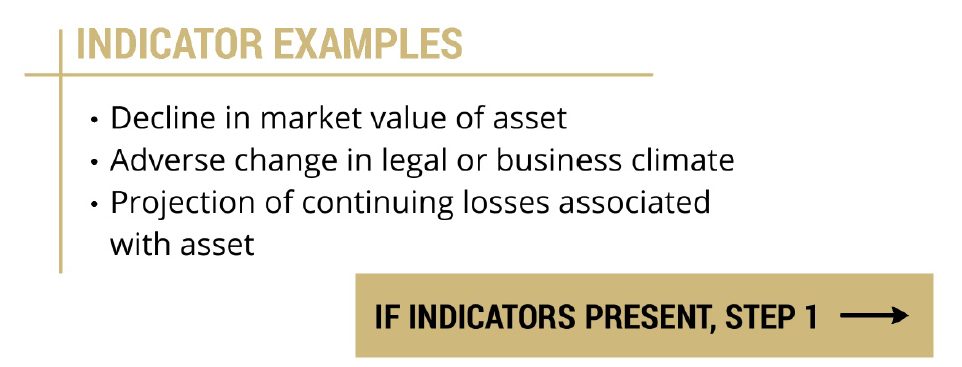 INDICATOR EXAMPLES
• Decline in market value of asset
• Adverse change in legal or business climate
• Projection of continuing losses associated
with asset
IF INDICATORS PRESENT, STEP 1 →